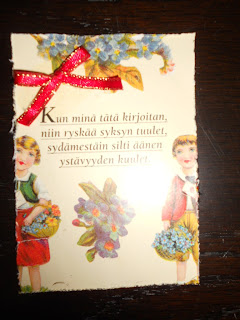 Kun minä tätä kirjoitan,
niin ryskää syksyn tuulet,
sydämestäin silti äänen
ystävyyden kuulet.